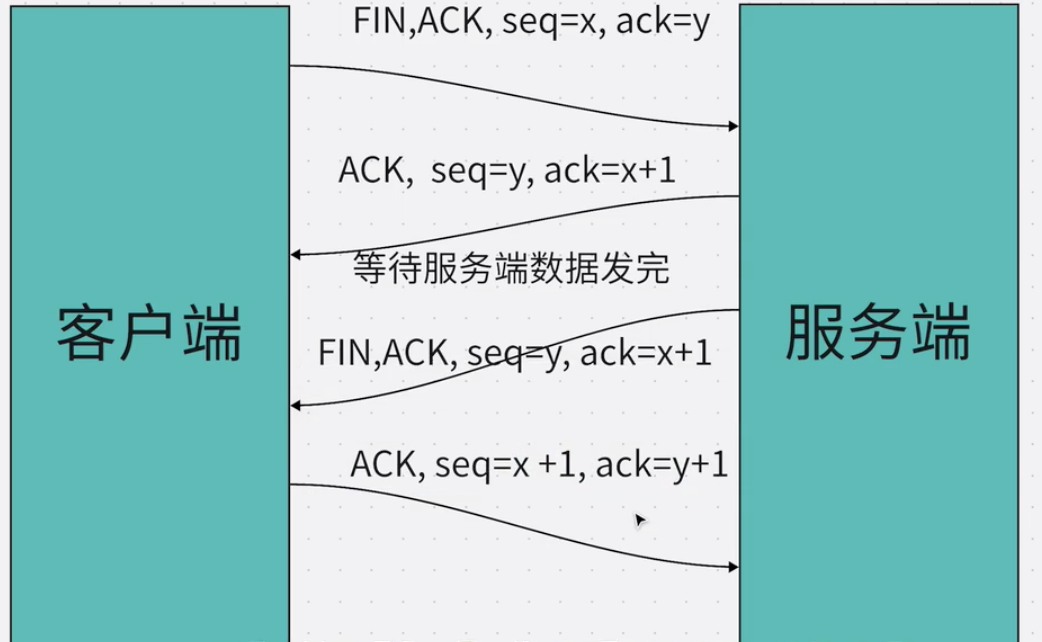 FIN,ACK, seq=x, ack=y
ACK, seq=y, ack=x+1
等待服务端数据发完
客户端
服务端
FIN,ACK, seq=y, ack=x+1
ACK, seq=x +1, ack=y+1